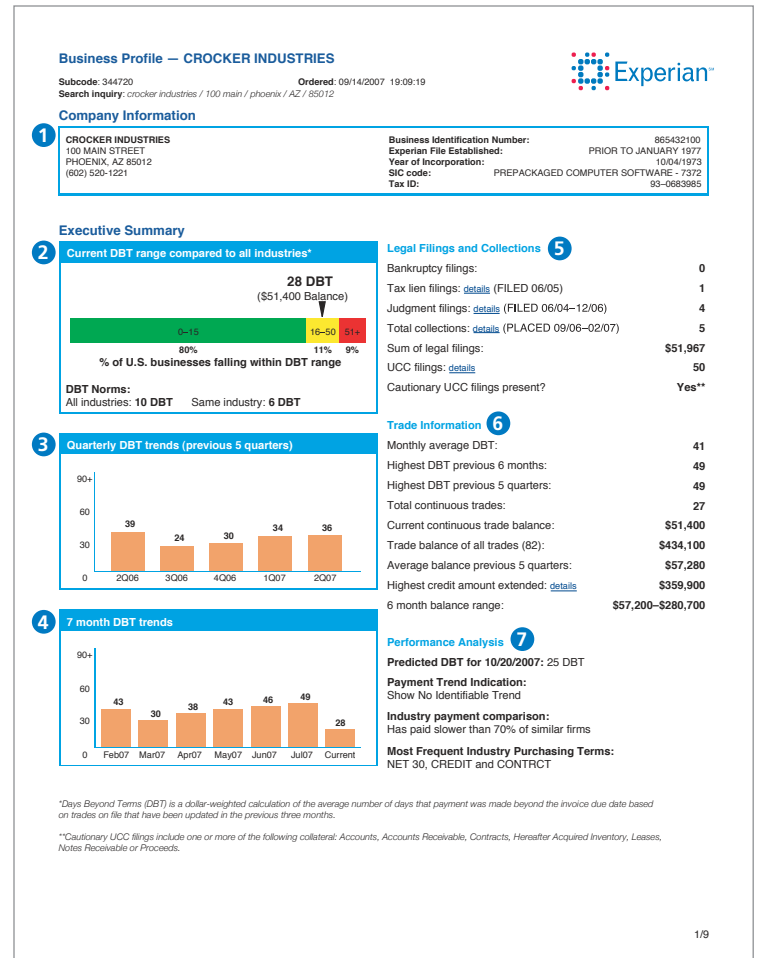 Business Profile — CROCKER INDUSTRIES
Experian℠
Subcode: 344720 Ordered: 09/14/2007 19:09:19
Search inquiry: crocker industries / 100 main / phoenix / AZ / 85012
Company Information
1
CROCKER INDUSTRIES
100 MAIN STREET
PHOENIX, AZ 85012
(602) 520-1221
Business Identification Number: 865432100
Experian File Established: PRIOR TO JANUARY 1977
Year of Incorporation: 10/04/1973
SIC code: PREPACKAGED COMPUTER SOFTWARE - 7372
Tax ID: 93–0683985
Executive Summary
2
Current DBT range compared to all industries*
28 DBT
($51,400 Balance)
0–15 16–50 51+
80% 11% 9%
% of U.S. businesses falling within DBT range
DBT Norms:
All industries: 10 DBT Same industry: 6 DBT
3
Quarterly DBT trends (previous 5 quarters)
90+
60
30
0
39 24 30 34 36
2Q06 3Q06 4Q06 1Q07 2Q07
4
7 month DBT trends
90+
60
30
0
43 30 38 43 46 49 28
Feb07 Mar07 Apr07 May07 Jun07 Jul07 Current
Legal Filings and Collections 5
Bankruptcy filings: 0
Tax lien filings: details (FILED 06/05) 1
Judgment filings: details (FILED 06/04–12/06) 4
Total collections: details (PLACED 09/06–02/07) 5
Sum of legal filings: $51,967
UCC filings: details 50
Cautionary UCC filings present? Yes**
Trade Information 6
Monthly average DBT: 41
Highest DBT previous 6 months: 49
Highest DBT previous 5 quarters: 49
Total continuous trades: 27
Current continuous trade balance: $51,400
Trade balance of all trades (82): $434,100
Average balance previous 5 quarters: $57,280
Highest credit amount extended: details $359,900
6 month balance range: $57,200–$280,700
Performance Analysis 7
Predicted DBT for 10/20/2007: 25 DBT
Payment Trend Indication:
Show No Identifiable Trend
Industry payment comparison:
Has paid slower than 70% of similar firms
Most Frequent Industry Purchasing Terms:
NET 30, CREDIT and CONTRCT
*Days Beyond Terms (DBT) is a dollar-weighted calculation of the average number of days that payment was made beyond the invoice due date based
on trades on file that have been updated in the previous three months.
**Cautionary UCC filings include one or more of the following collateral: Accounts, Accounts Receivable, Contracts, Hereafter Acquired Inventory, Leases,
Notes Receivable or Proceeds.
1/9